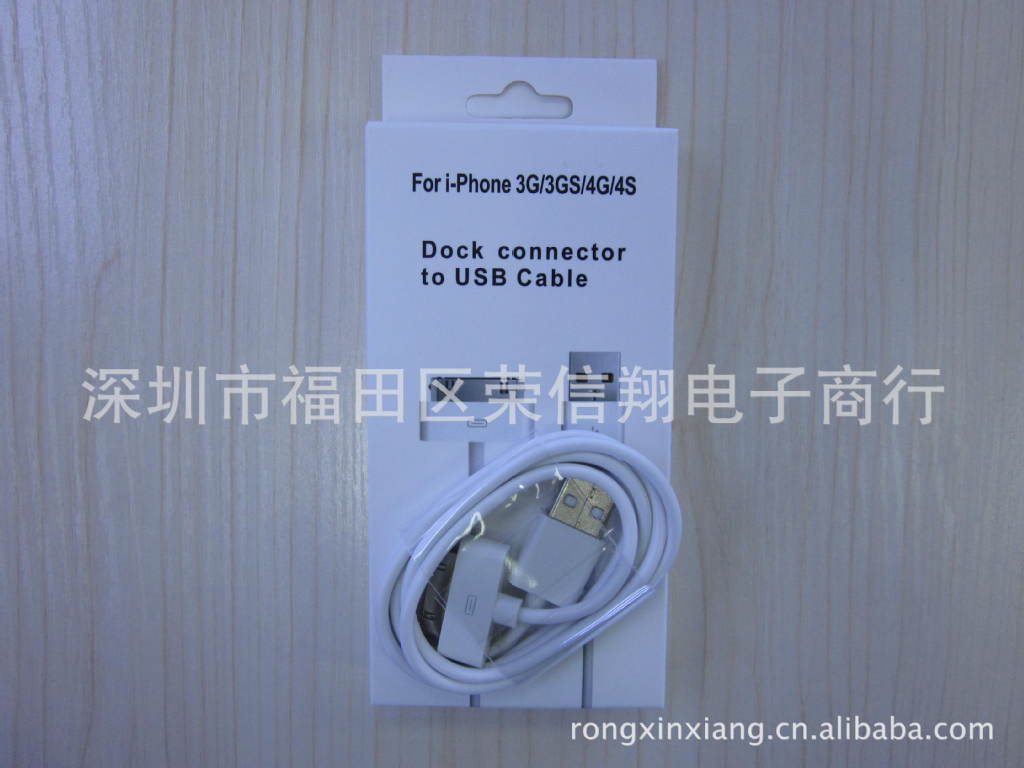 For i-Phone 3G/3GS/4G/4S
Dock connector
to USB Cable
深圳市福田区荣信翔电子商行
rongxinxiang.cn.alibaba.com